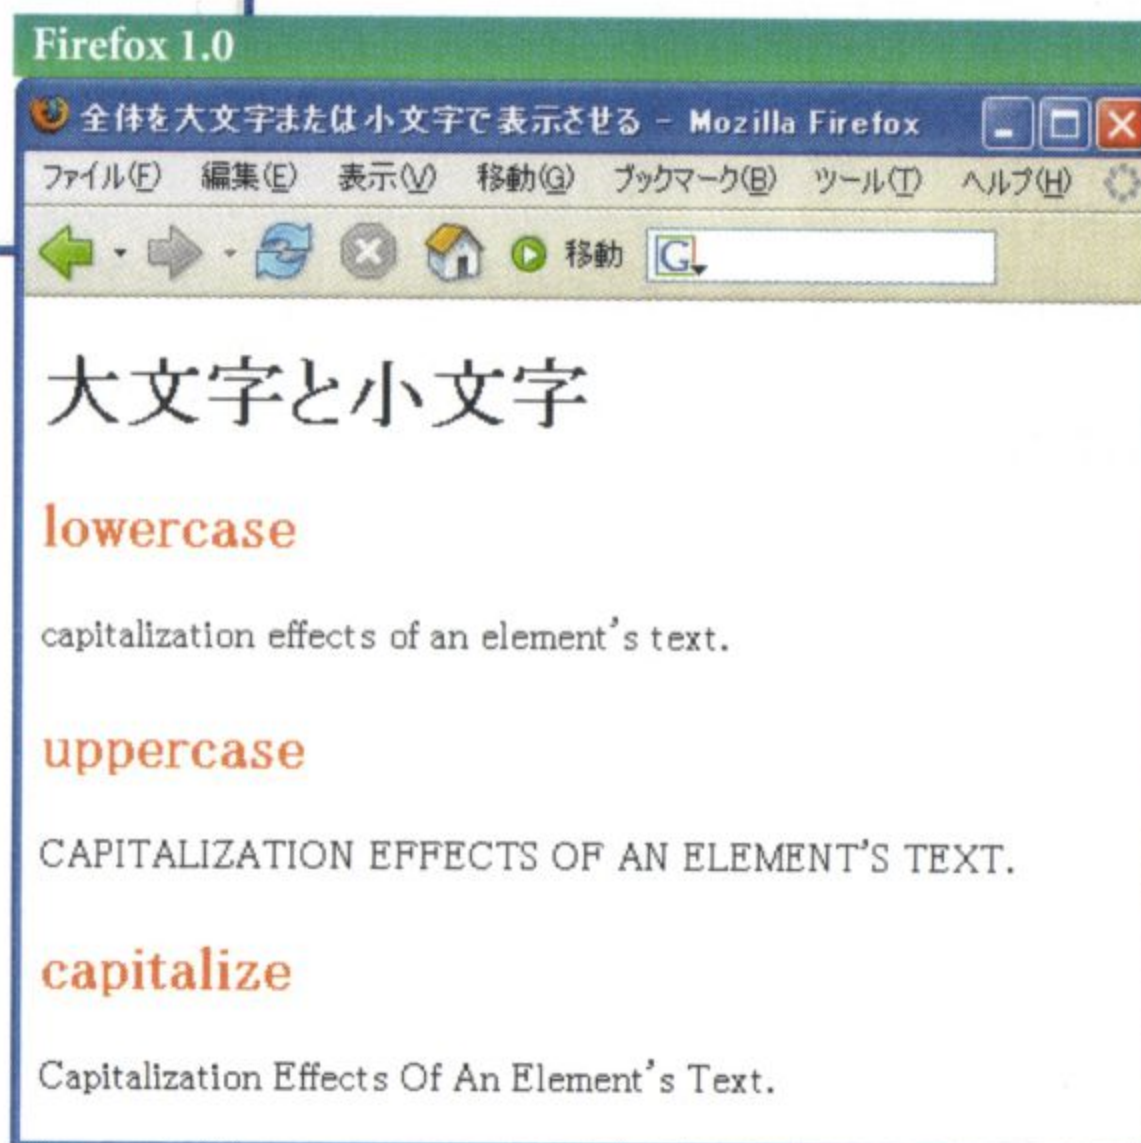 Firefox 1.0
全体を大文字または小文字で表示させる - Mozilla Firefox
ファイル(F) 編集(E) 表示(V) 移動(G) ブックマーク(B) ツール(T) ヘルプ(H)
移動 G
大文字と小文字
lowercase
capitalization effects of an element's text.
uppercase
CAPITALIZATION EFFECTS OF AN ELEMENT'S TEXT.
capitalize
Capitalization Effects Of An Element's Text.